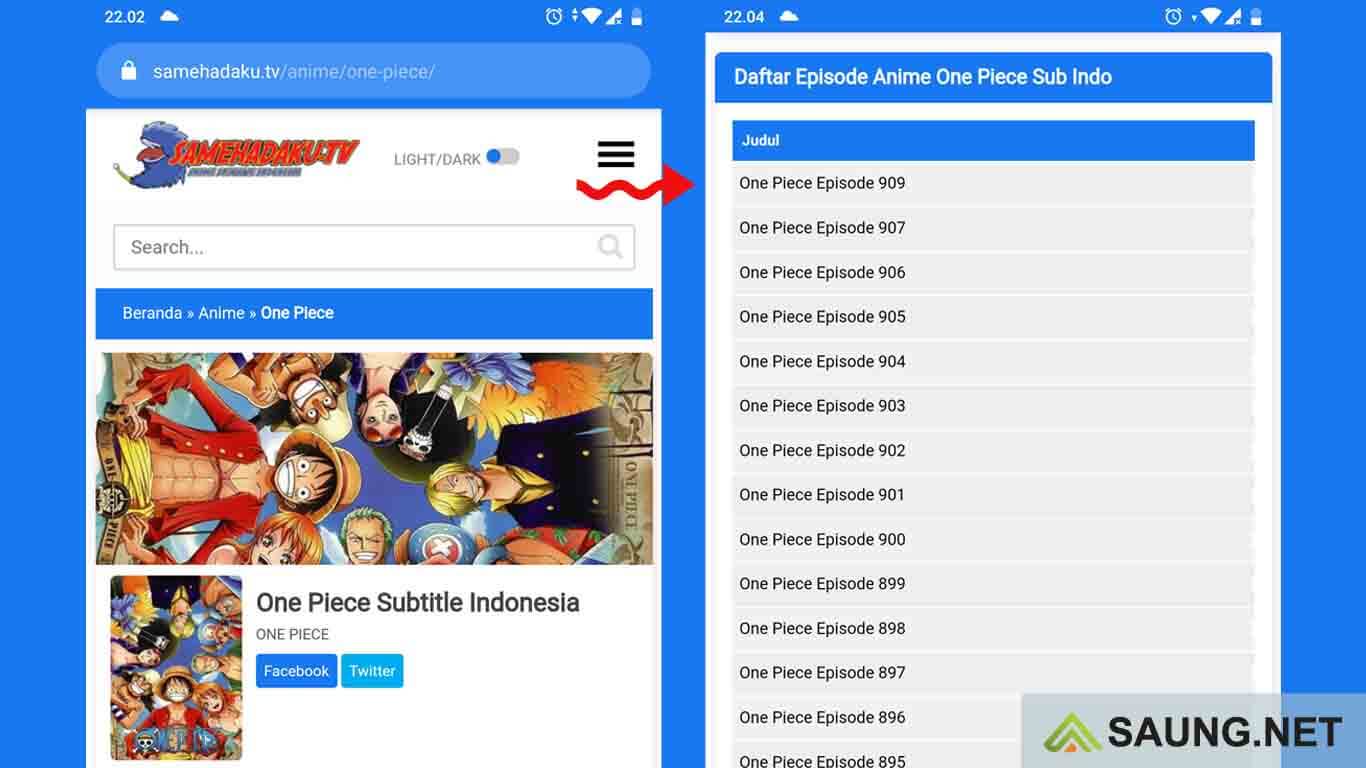 22.02
samehadaku.tv/anime/one-piece/
SAMEHADAKU.TV
LIGHT/DARK
Search...
Beranda » Anime » One Piece
ONE PIECE
One Piece Subtitle Indonesia
ONE PIECE
Facebook
Twitter
ONE PIECE
22.04
Daftar Episode Anime One Piece Sub Indo
Judul
One Piece Episode 909
One Piece Episode 907
One Piece Episode 906
One Piece Episode 905
One Piece Episode 904
One Piece Episode 903
One Piece Episode 902
One Piece Episode 901
One Piece Episode 900
One Piece Episode 899
One Piece Episode 898
One Piece Episode 897
One Piece Episode 896
One Piece Episode 895
SAUNG.NET